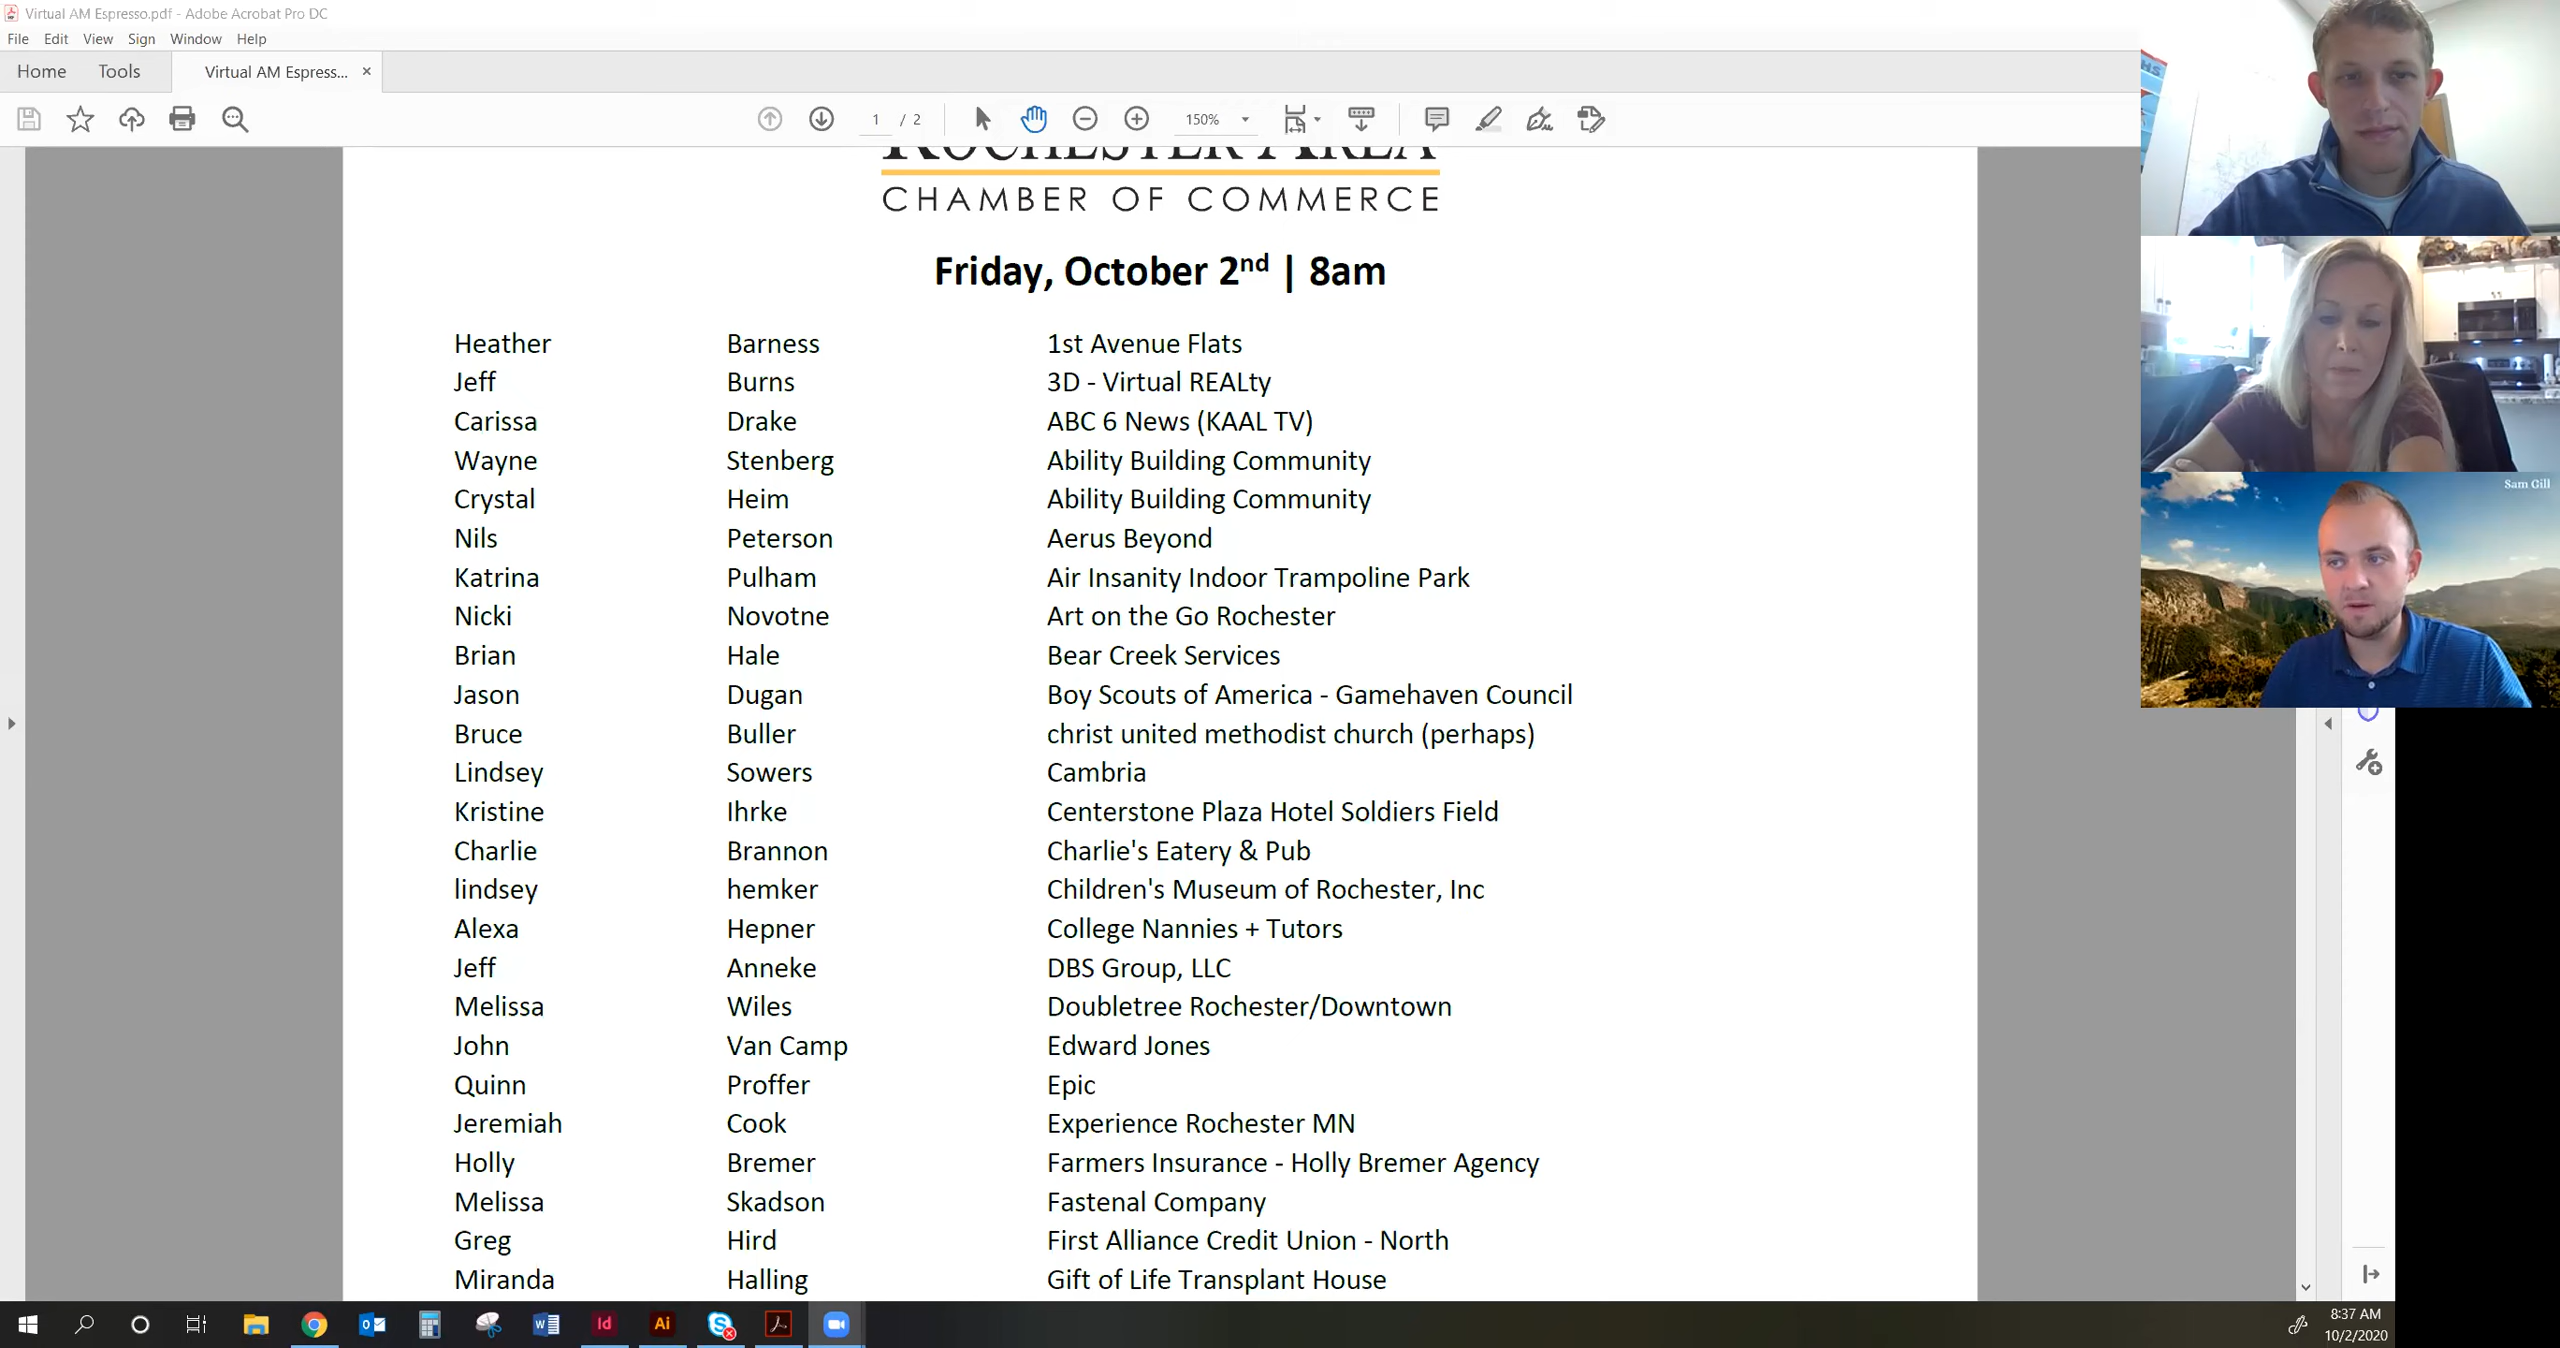 Virtual AM Espresso.pdf - Adobe Acrobat Pro DC
File Edit View Sign Window Help
Home Tools Virtual AM Espress... ×
1 / 2 150%
ROCHESTER AREA
CHAMBER OF COMMERCE
Friday, October 2nd | 8am
Heather Barness 1st Avenue Flats
Jeff Burns 3D - Virtual REALty
Carissa Drake ABC 6 News (KAAL TV)
Wayne Stenberg Ability Building Community
Crystal Heim Ability Building Community
Nils Peterson Aerus Beyond
Katrina Pulham Air Insanity Indoor Trampoline Park
Nicki Novotne Art on the Go Rochester
Brian Hale Bear Creek Services
Jason Dugan Boy Scouts of America - Gamehaven Council
Bruce Buller christ united methodist church (perhaps)
Lindsey Sowers Cambria
Kristine Ihrke Centerstone Plaza Hotel Soldiers Field
Charlie Brannon Charlie's Eatery & Pub
lindsey hemker Children's Museum of Rochester, Inc
Alexa Hepner College Nannies + Tutors
Jeff Anneke DBS Group, LLC
Melissa Wiles Doubletree Rochester/Downtown
John Van Camp Edward Jones
Quinn Proffer Epic
Jeremiah Cook Experience Rochester MN
Holly Bremer Farmers Insurance - Holly Bremer Agency
Melissa Skadson Fastenal Company
Greg Hird First Alliance Credit Union - North
Miranda Halling Gift of Life Transplant House
Sam Gill
Id Ai
8:37 AM
10/2/2020